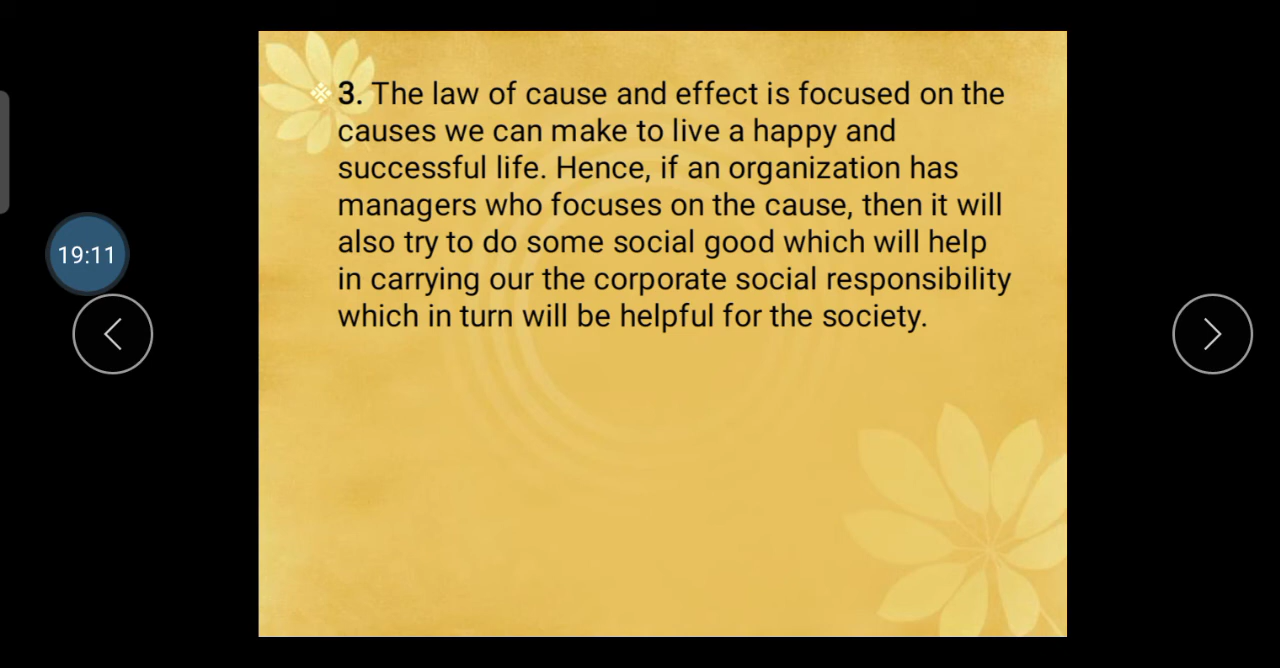 3. The law of cause and effect is focused on the
causes we can make to live a happy and
successful life. Hence, if an organization has
managers who focuses on the cause, then it will
also try to do some social good which will help
in carrying our the corporate social responsibility
which in turn will be helpful for the society.
19:11